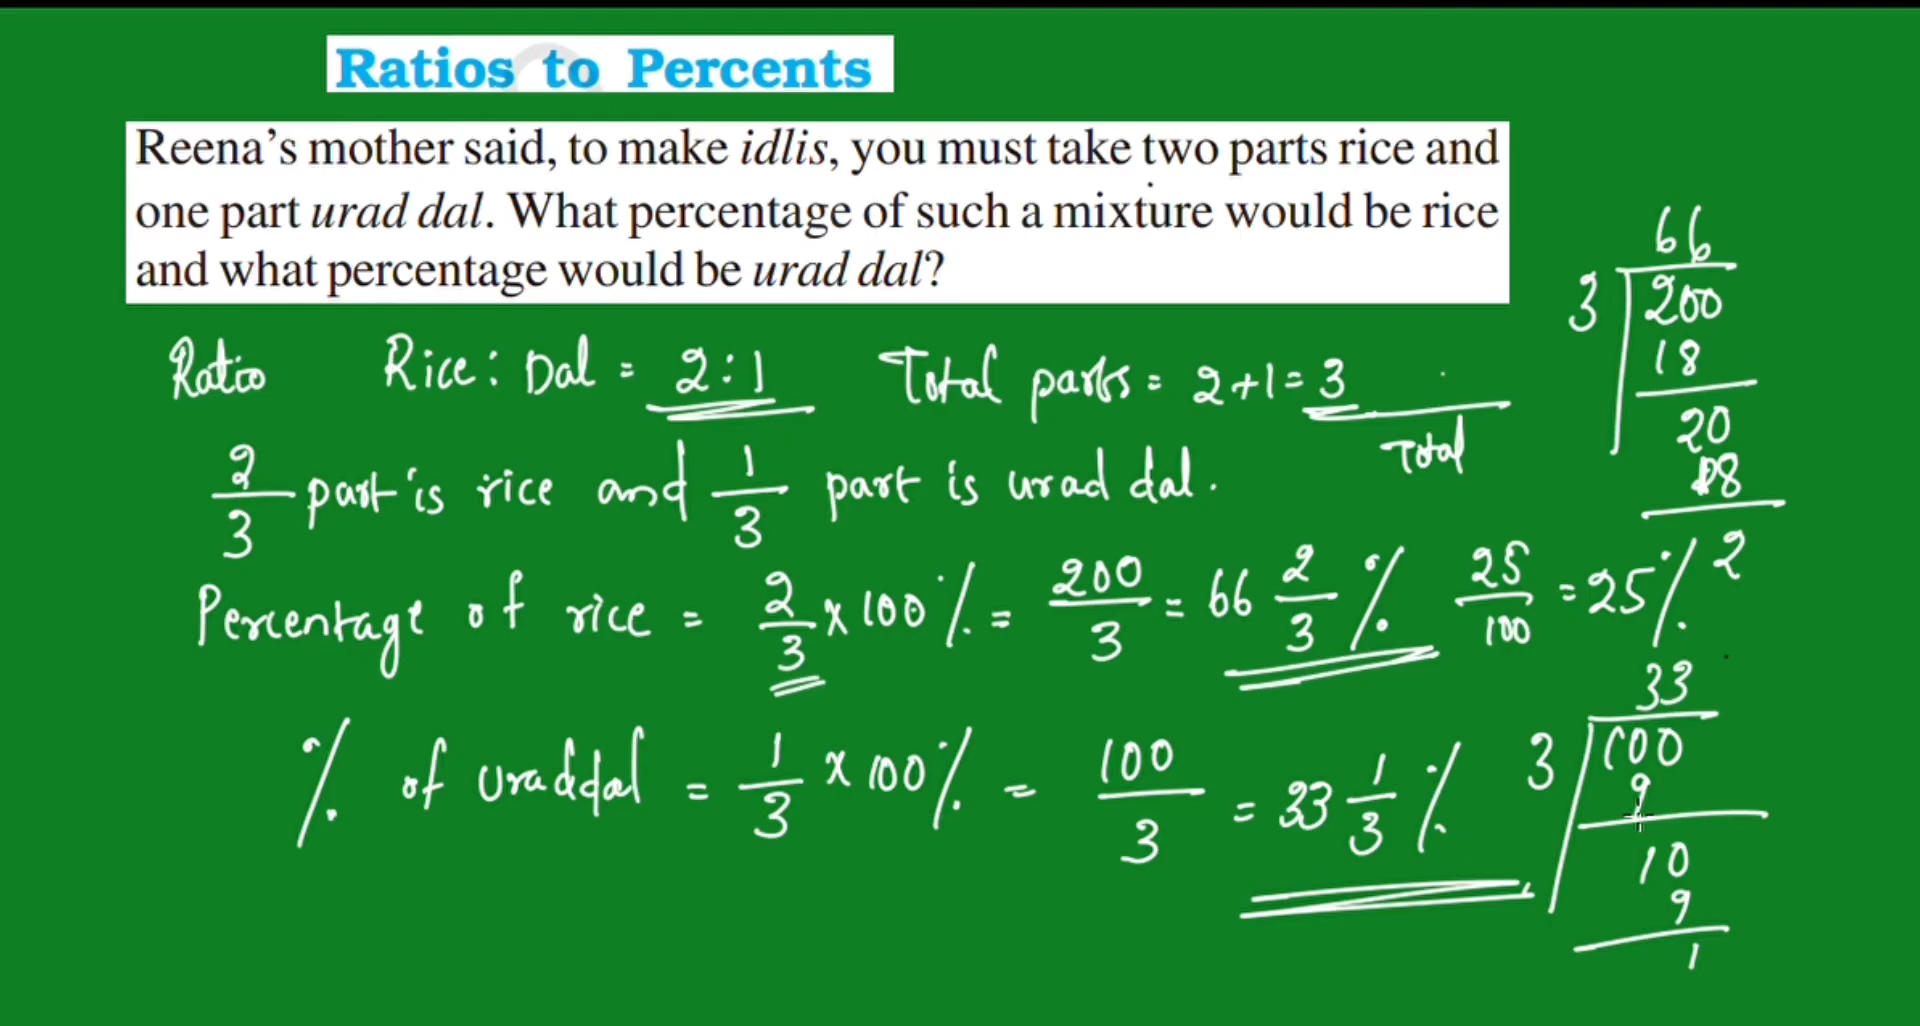 Ratios to Percents
Reena's mother said, to make idlis, you must take two parts rice and
one part urad dal. What percentage of such a mixture would be rice
and what percentage would be urad dal?
Ratio Rice : Dal = 2 : 1 Total parts = 2 + 1 = 3
Total
2/3 part is rice and 1/3 part is urad dal.
Percentage of rice = 2/3 x 100 % = 200/3 = 66 2/3 % 25/100 = 25 %
% of uraddal = 1/3 x 100 % = 100/3 = 33 1/3 %
66
3 200
18
20
18
2
33
3 100
9
10
9
1